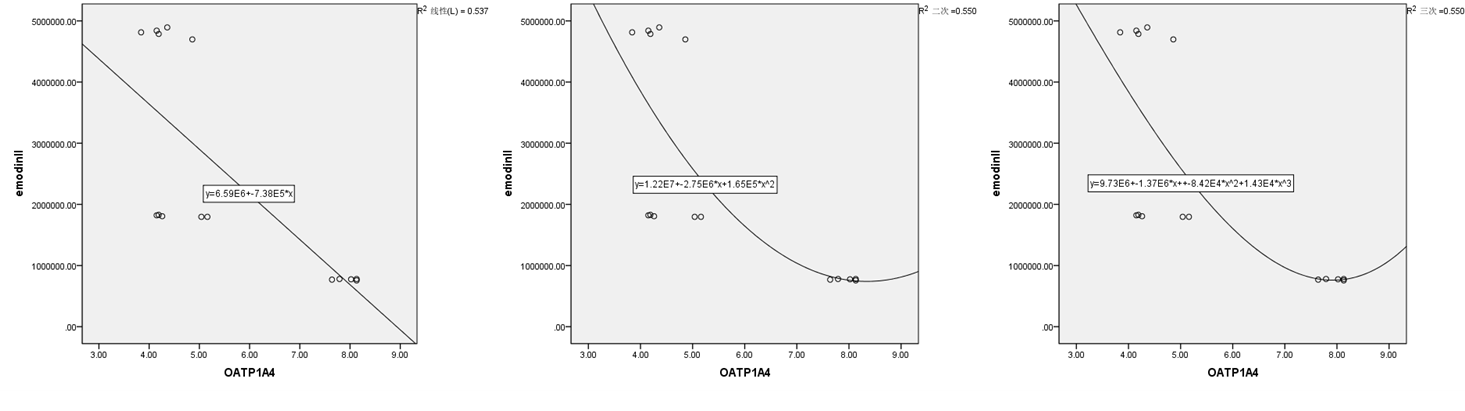 R² 线性(L) = 0.537
5000000.00
4000000.00
3000000.00
2000000.00
1000000.00
.00
emodinII
y=6.59E6+-7.38E5*x
3.00 4.00 5.00 6.00 7.00 8.00 9.00
OATP1A4
R² 二次 =0.550
5000000.00
4000000.00
3000000.00
2000000.00
1000000.00
.00
emodinII
y=1.22E7+-2.75E6*x+1.65E5*x^2
3.00 4.00 5.00 6.00 7.00 8.00 9.00
OATP1A4
R² 三次 =0.550
5000000.00
4000000.00
3000000.00
2000000.00
1000000.00
.00
emodinII
y=9.73E6+-1.37E6*x++-8.42E4*x^2+1.43E4*x^3
3.00 4.00 5.00 6.00 7.00 8.00 9.00
OATP1A4